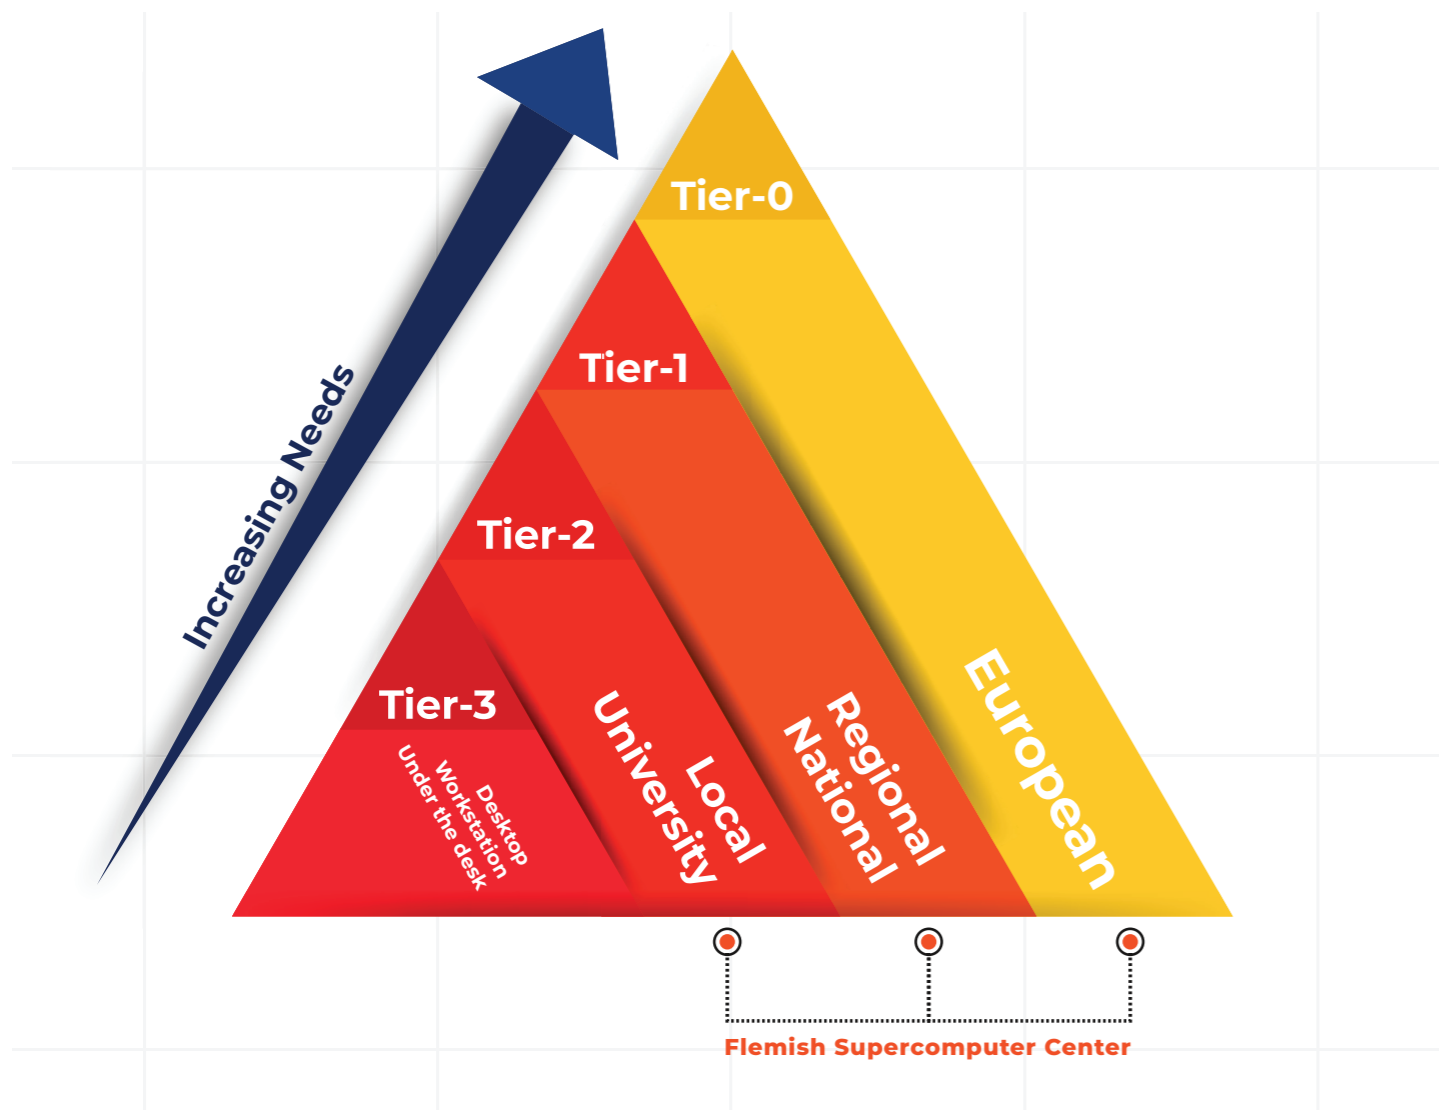 Increasing Needs
Tier-0
Tier-1
Tier-2
Tier-3
Desktop
Workstation
Under the desk
Local
University
Regional
National
European
Flemish Supercomputer Center